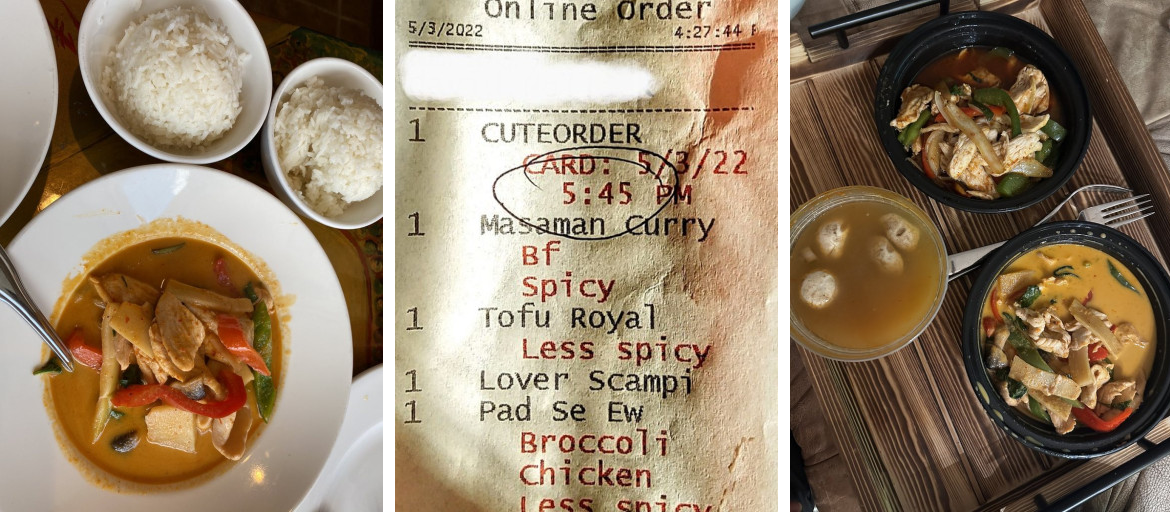 Online Order
5/3/2022 4:27:44
1 CUTEORDER
CARD: 5/3/22
5:45 PM
1 Masaman Curry
Bf
Spicy
1 Tofu Royal
Less spicy
1 Lover Scampi
1 Pad Se Ew
Broccoli
Chicken
Less spicy